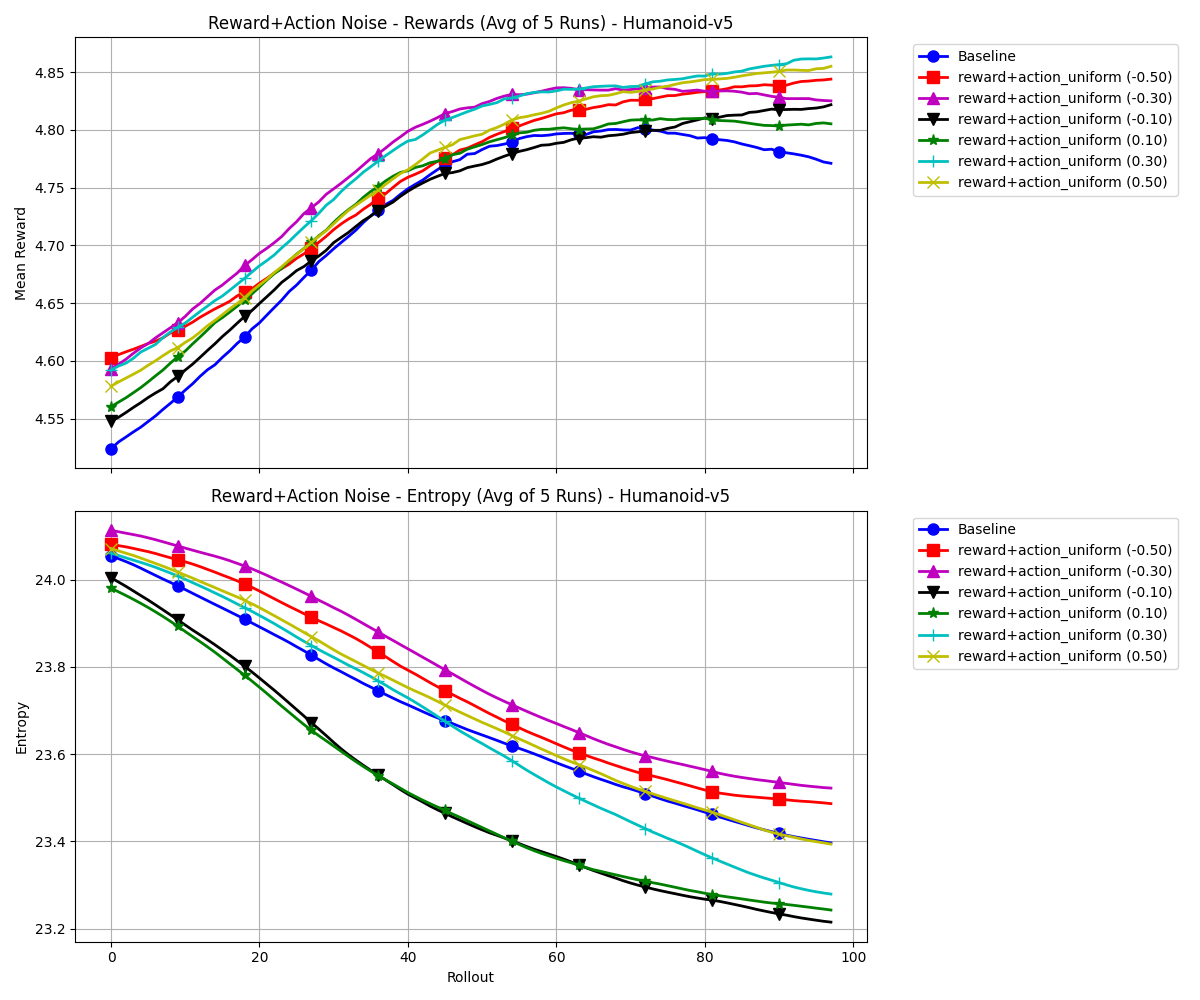 Reward+Action Noise - Rewards (Avg of 5 Runs) - Humanoid-v5
Mean Reward
4.85
4.80
4.75
4.70
4.65
4.60
4.55
Baseline
reward+action_uniform (-0.50)
reward+action_uniform (-0.30)
reward+action_uniform (-0.10)
reward+action_uniform (0.10)
reward+action_uniform (0.30)
reward+action_uniform (0.50)
Reward+Action Noise - Entropy (Avg of 5 Runs) - Humanoid-v5
Entropy
24.0
23.8
23.6
23.4
23.2
0 20 40 60 80 100
Rollout
Baseline
reward+action_uniform (-0.50)
reward+action_uniform (-0.30)
reward+action_uniform (-0.10)
reward+action_uniform (0.10)
reward+action_uniform (0.30)
reward+action_uniform (0.50)